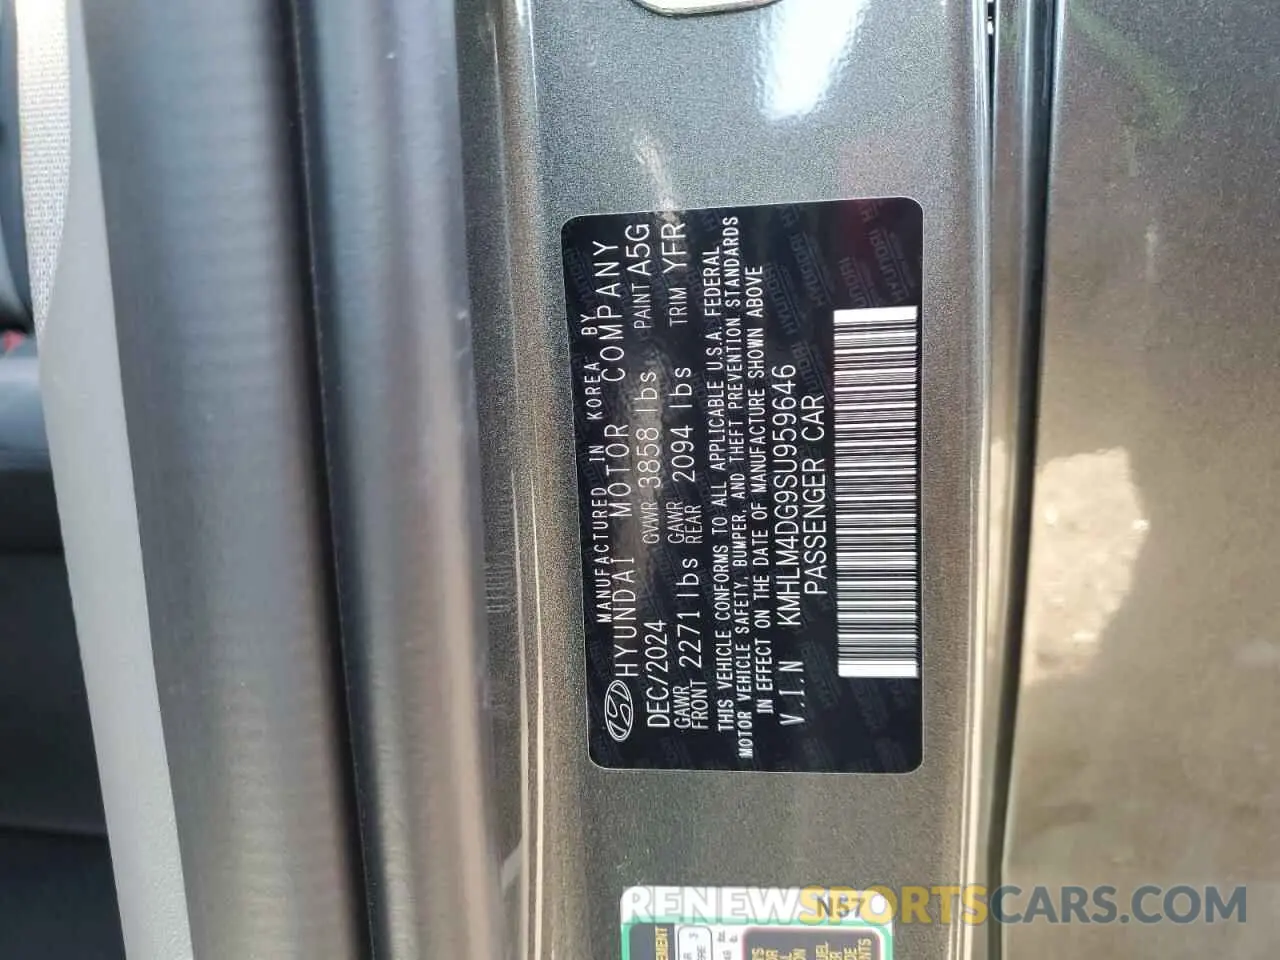 MANUFACTURED IN KOREA BY
HYUNDAI MOTOR COMPANY
DEC/2024 GVWR 3858 lbs PAINT A5G
GAWR FRONT 2271 lbs GAWR REAR 2094 lbs TRIM YFR
THIS VEHICLE CONFORMS TO ALL APPLICABLE U.S.A. FEDERAL
MOTOR VEHICLE SAFETY, BUMPER, AND THEFT PREVENTION STANDARDS
IN EFFECT ON THE DATE OF MANUFACTURE SHOWN ABOVE
V.I.N KMHLM4DG9SU959646
PASSENGER CAR
N57
RENEWSPORTSCARS.COM